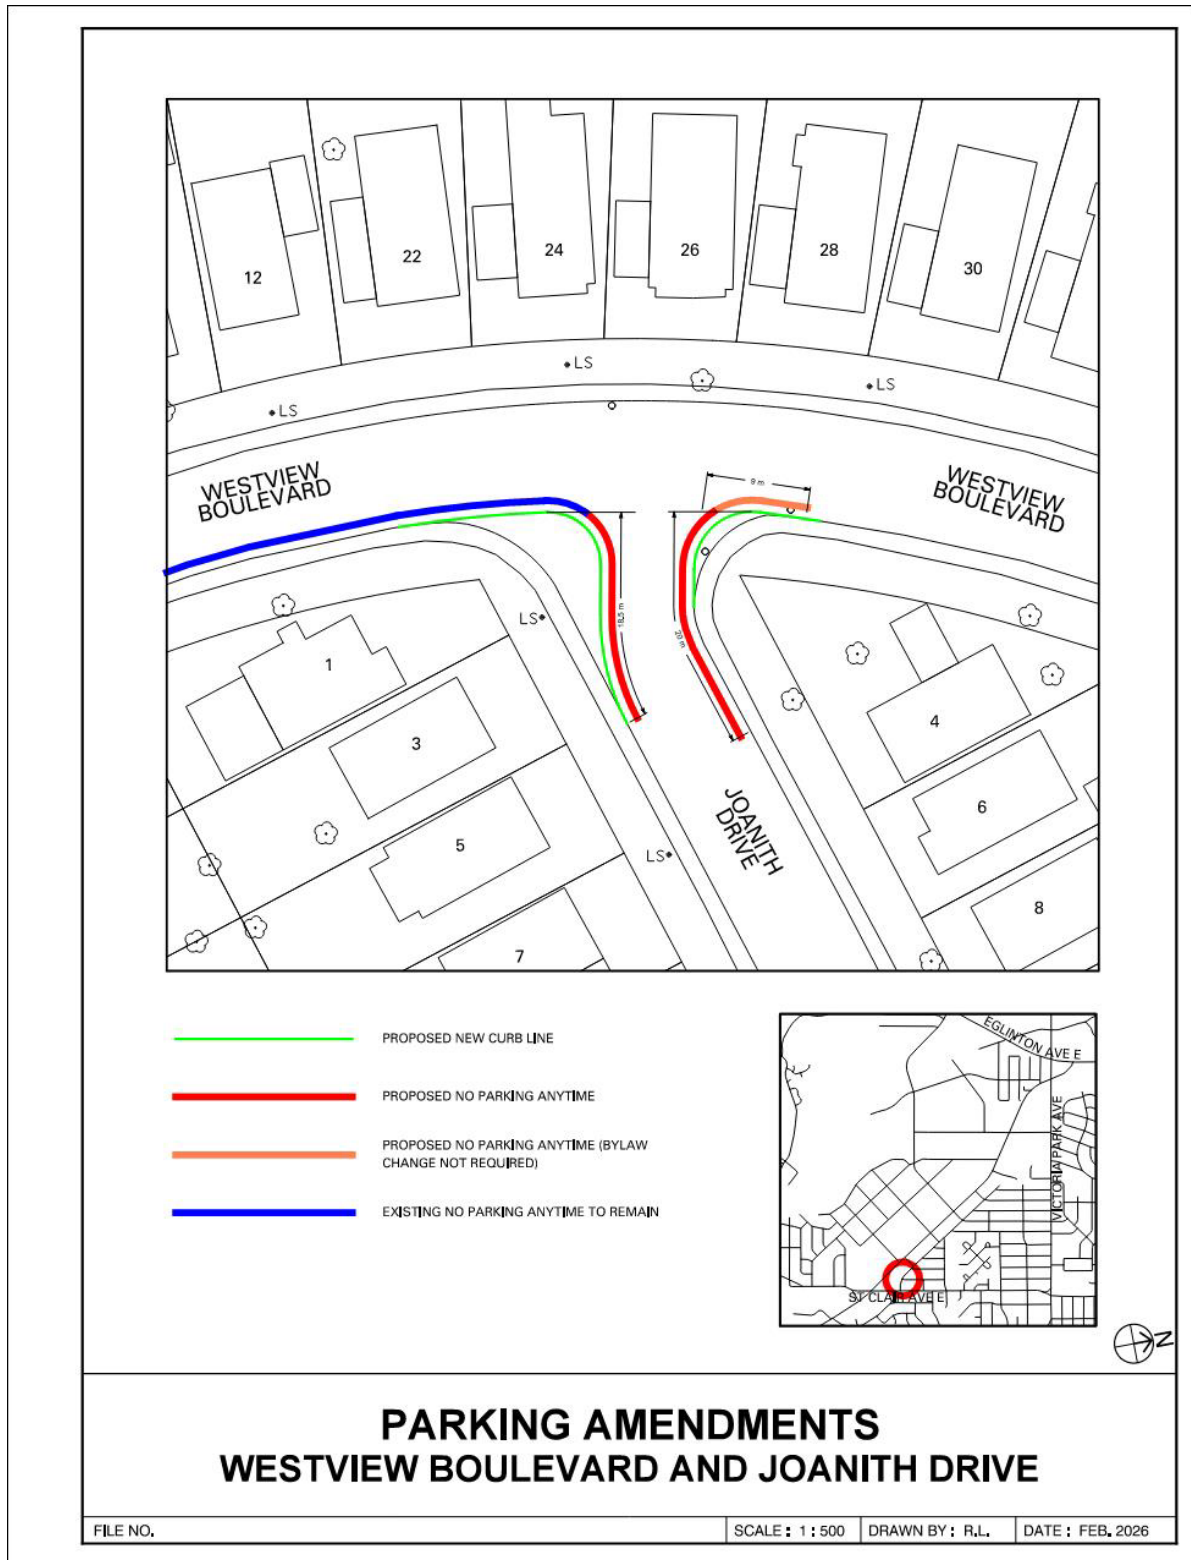 12
22
24
26
28
30
LS
LS
LS
WESTVIEW
BOULEVARD
WESTVIEW
BOULEVARD
9 m
18.5 m
20 m
LS
1
3
5
7
4
6
8
LS
JOANITH
DRIVE
PROPOSED NEW CURB LINE
PROPOSED NO PARKING ANYTIME
PROPOSED NO PARKING ANYTIME (BYLAW
CHANGE NOT REQUIRED)
EXISTING NO PARKING ANYTIME TO REMAIN
EGLINTON AVE E
VICTORIA PARK AVE
ST CLAIR AVE E
N
PARKING AMENDMENTS
WESTVIEW BOULEVARD AND JOANITH DRIVE
FILE NO.
SCALE : 1 : 500
DRAWN BY : R.L.
DATE : FEB. 2026